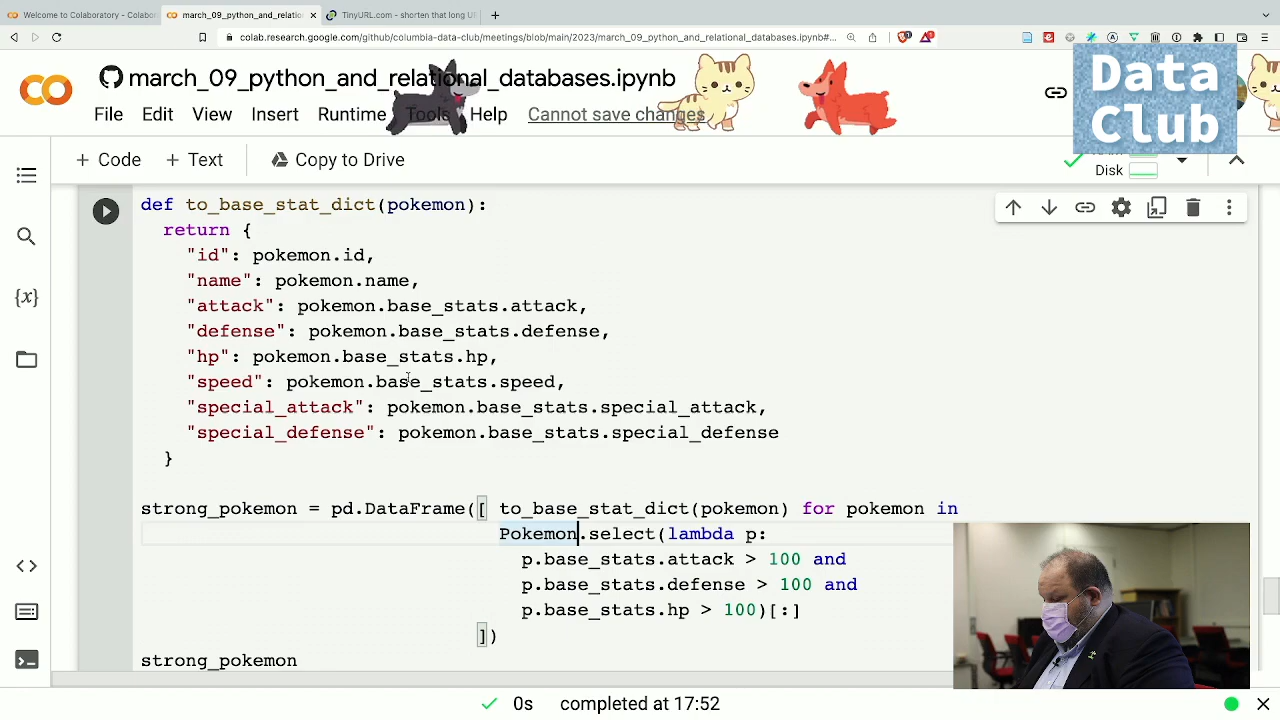 Welcome to Colaboratory - Colabor
march_09_python_and_relatio
TinyURL.com - shorten that long U
colab.research.google.com/github/columbia-data-club/meetings/blob/main/2023/march_09_python_and_relational_databases.ipynb#...
march_09_python_and_relational_databases.ipynb
File Edit View Insert Runtime Tools Help Cannot save changes
Data
Club
+ Code + Text Copy to Drive
Disk
def to_base_stat_dict(pokemon):
return {
"id": pokemon.id,
"name": pokemon.name,
"attack": pokemon.base_stats.attack,
"defense": pokemon.base_stats.defense,
"hp": pokemon.base_stats.hp,
"speed": pokemon.base_stats.speed,
"special_attack": pokemon.base_stats.special_attack,
"special_defense": pokemon.base_stats.special_defense
}
strong_pokemon = pd.DataFrame([ to_base_stat_dict(pokemon) for pokemon in
Pokemon.select(lambda p:
p.base_stats.attack > 100 and
p.base_stats.defense > 100 and
p.base_stats.hp > 100)[:]
])
strong_pokemon
{x}
0s completed at 17:52